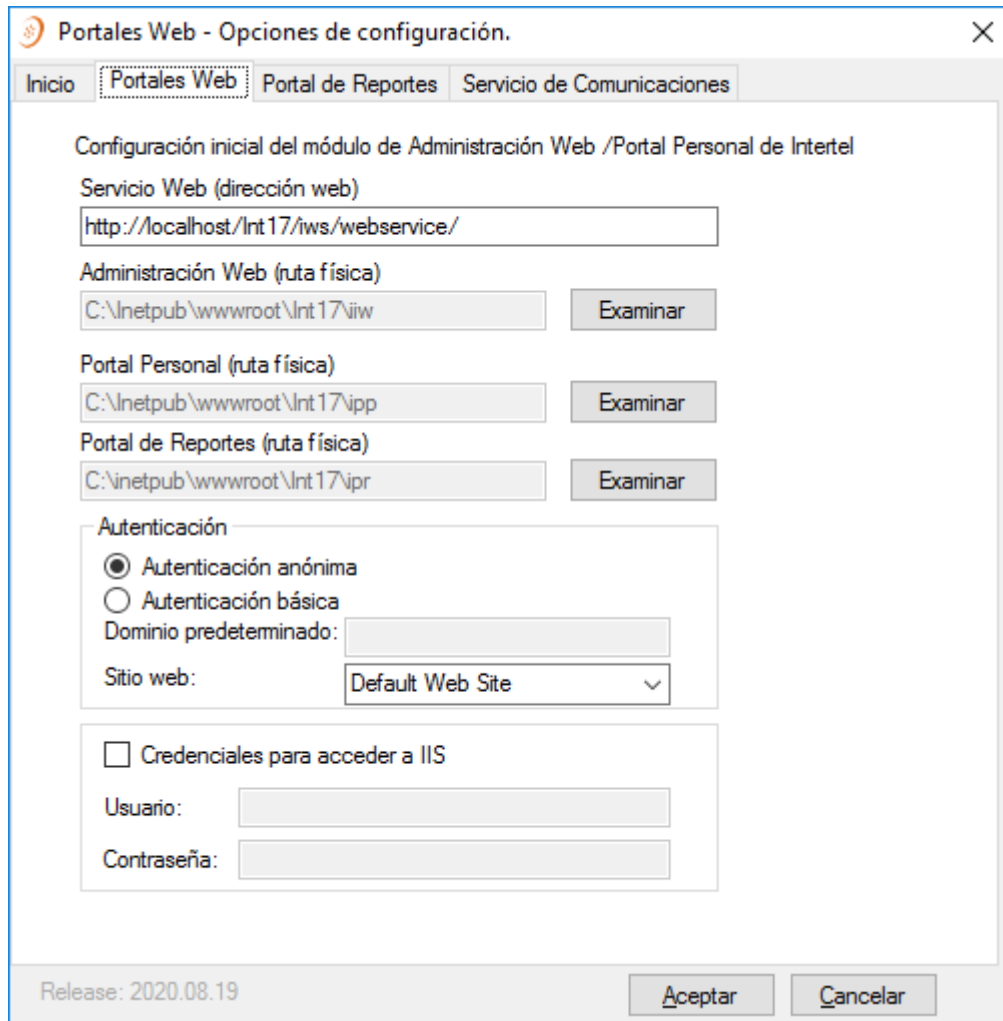 Portales Web - Opciones de configuración.
Inicio Portales Web Portal de Reportes Servicio de Comunicaciones
Configuración inicial del módulo de Administración Web /Portal Personal de Intertel
Servicio Web (dirección web)
http://localhost/Int17/iws/webservice/
Administración Web (ruta física)
C:\Inetpub\wwwroot\Int17\iiw Examinar
Portal Personal (ruta física)
C:\Inetpub\wwwroot\Int17\ipp Examinar
Portal de Reportes (ruta física)
C:\inetpub\wwwroot\Int17\ipr Examinar
Autenticación
Autenticación anónima
Autenticación básica
Dominio predeterminado:
Sitio web: Default Web Site
Credenciales para acceder a IIS
Usuario:
Contraseña:
Release: 2020.08.19 Aceptar Cancelar